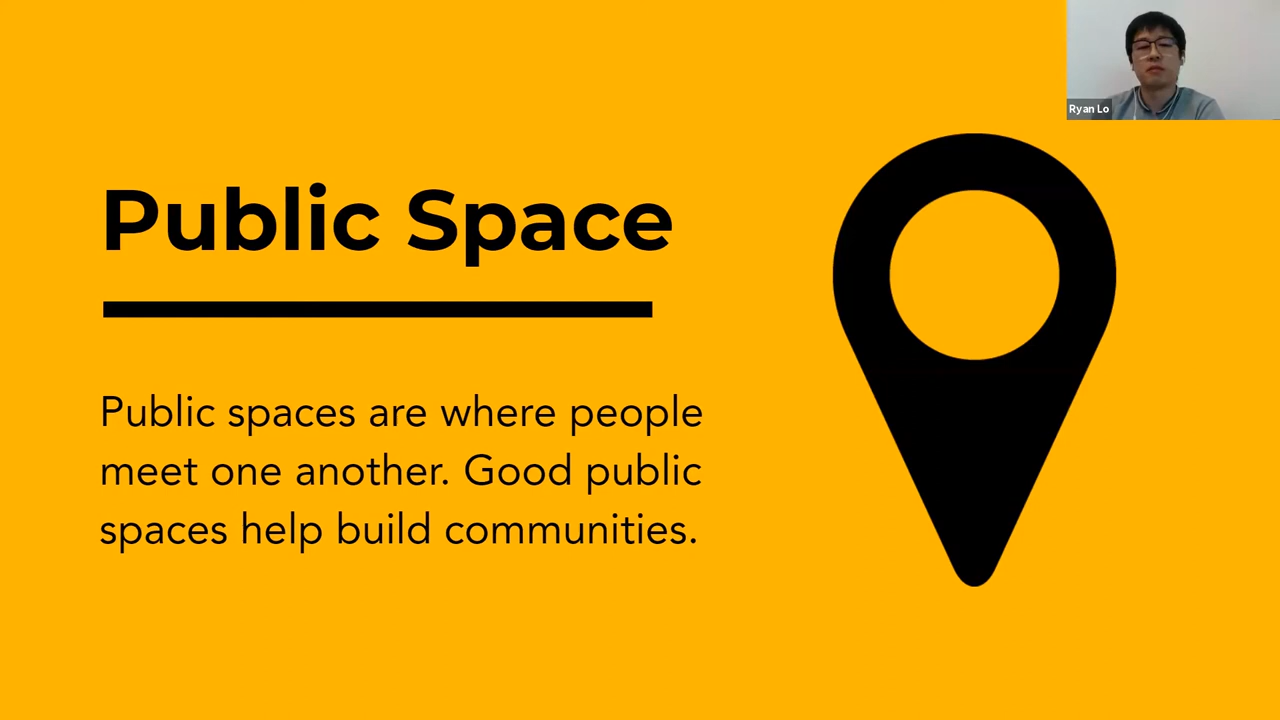 Ryan Lo
Public Space
Public spaces are where people
meet one another. Good public
spaces help build communities.